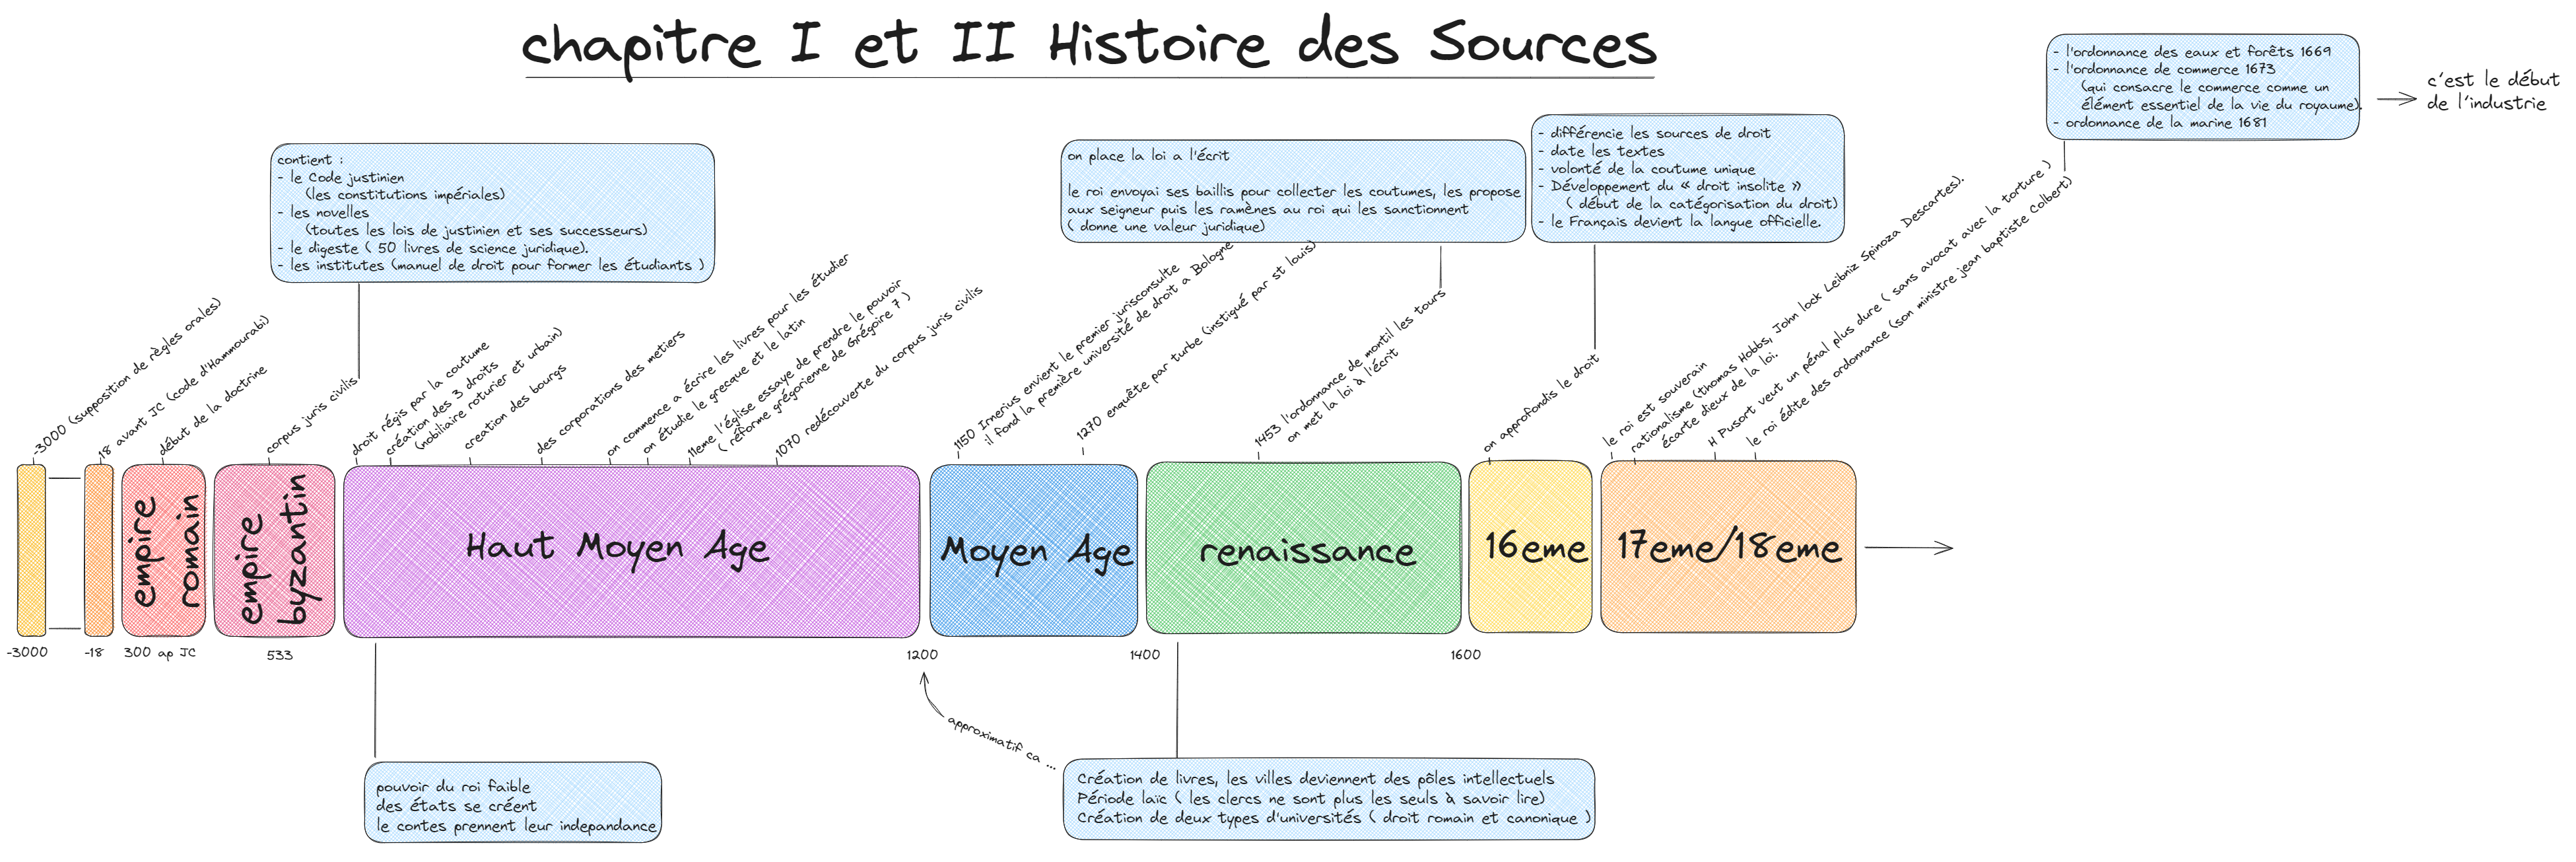 chapitre I et II Histoire des Sources
- l'ordonnance des eaux et forêts 1669
- l'ordonnance de commerce 1673
(qui consacre le commerce comme un
élément essentiel de la vie du royaume).
- ordonnance de la marine 1681
c'est le début
de l'industrie
contient :
- le Code justinien
(les constitutions impériales)
- les novelles
(toutes les lois de justinien et ses successeurs)
- le digeste ( 50 livres de science juridique).
- les institutes (manuel de droit pour former les étudiants )
on place la loi a l'écrit
le roi envoyai ses baillis pour collecter les coutumes, les propose
aux seigneur puis les ramènes au roi qui les sanctionnent
( donne une valeur juridique)
- différencie les sources de droit
- date les textes
- volonté de la coutume unique
- Développement du « droit insolite »
( début de la catégorisation du droit)
- le Français devient la langue officielle.
-3000 (supposition de règles orales)
18 avant JC (code d'Hammourabi)
début de la doctrine
corpus juris civilis
droit régis par la coutume
création des 3 droits
(nobiliaire roturier et urbain)
creation des bourgs
des corporations des metiers
on commence a écrire les livres pour les étudier
on étudie le grecque et le latin
11eme l'église essaye de prendre le pouvoir
( réforme grégorienne de Grégoire 7 )
1070 redécouverte du corpus juris civilis
1150 Irnerius envient le premier jurisconsulte
il fond la première université de droit a Bologne
1270 enquête par turbe (instigué par st louis)
1453 l'ordonnance de montil les tours
on met la loi à l'écrit
on approfondis le droit
le roi est souverain
rationalisme (thomas Hobbs, John lock Leibniz Spinoza Descartes).
écarte dieux de la loi.
H Pusort veut un pénal plus dure ( sans avocat avec la torture )
le roi édite des ordonnance (son ministre jean baptiste Colbert)
empire
romain
empire
byzantin
Haut Moyen Age
Moyen Age
renaissance
16eme
17eme/18eme
-3000
-18
300 ap JC
533
1200
1400
1600
approximatif ca ...
pouvoir du roi faible
des états se créent
le contes prennent leur indepandance
Création de livres, les villes deviennent des pôles intellectuels
Période laïc ( les clercs ne sont plus les seuls à savoir lire)
Création de deux types d'universités ( droit romain et canonique )